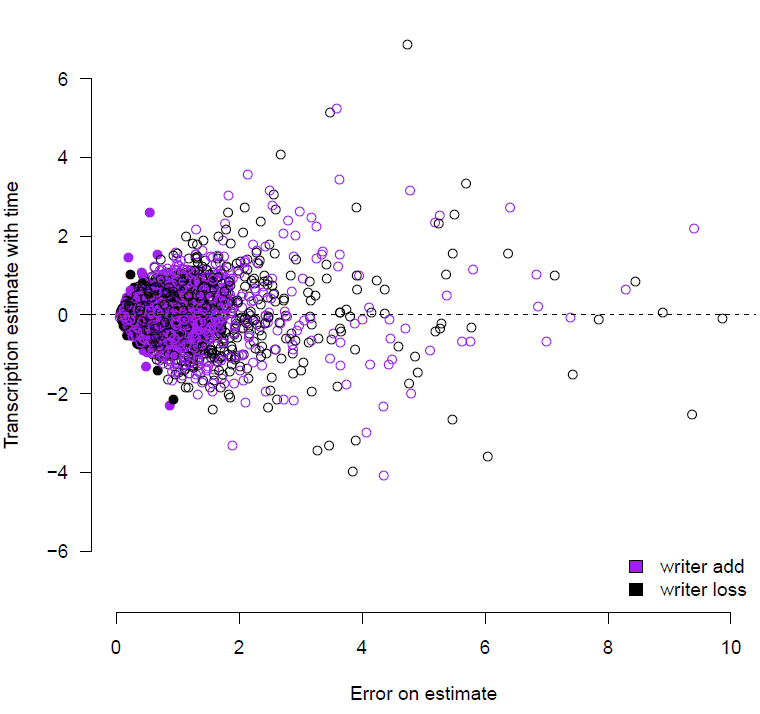 6
4
2
0
−2
−4
−6
Transcription estimate with time
writer add
writer loss
0 2 4 6 8 10
Error on estimate